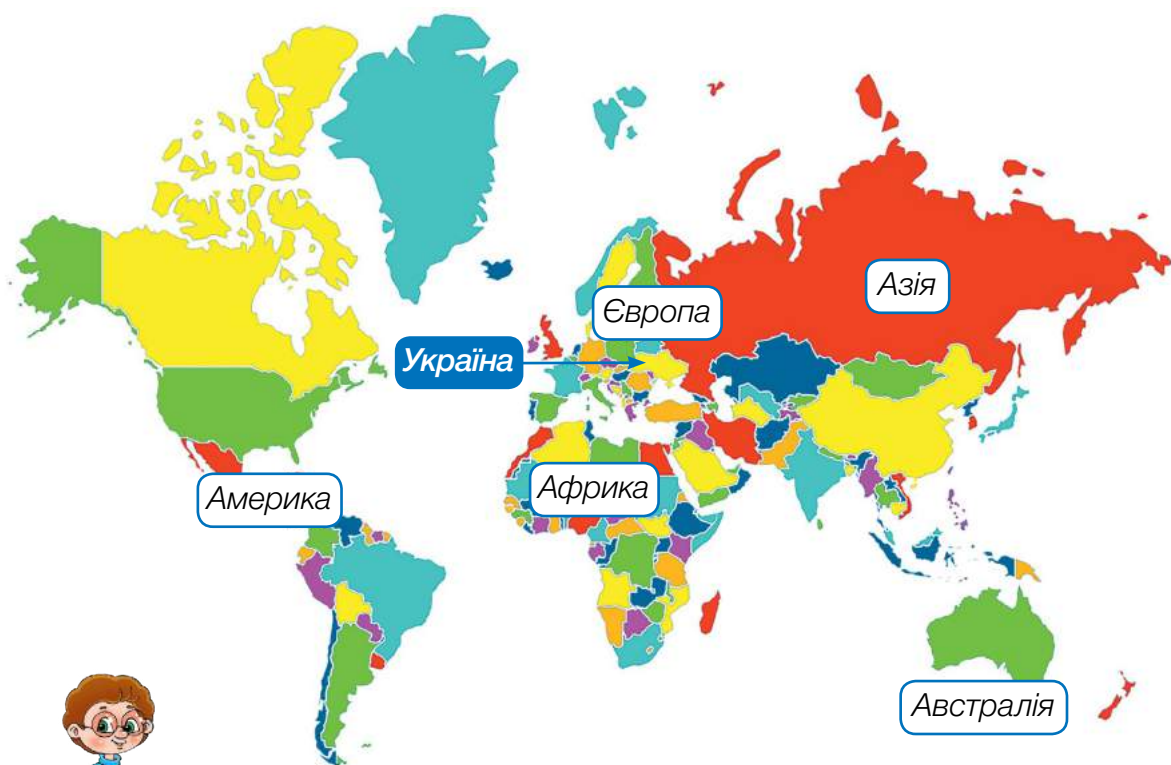 Азія
Європа
Україна
Америка
Африка
Австралія